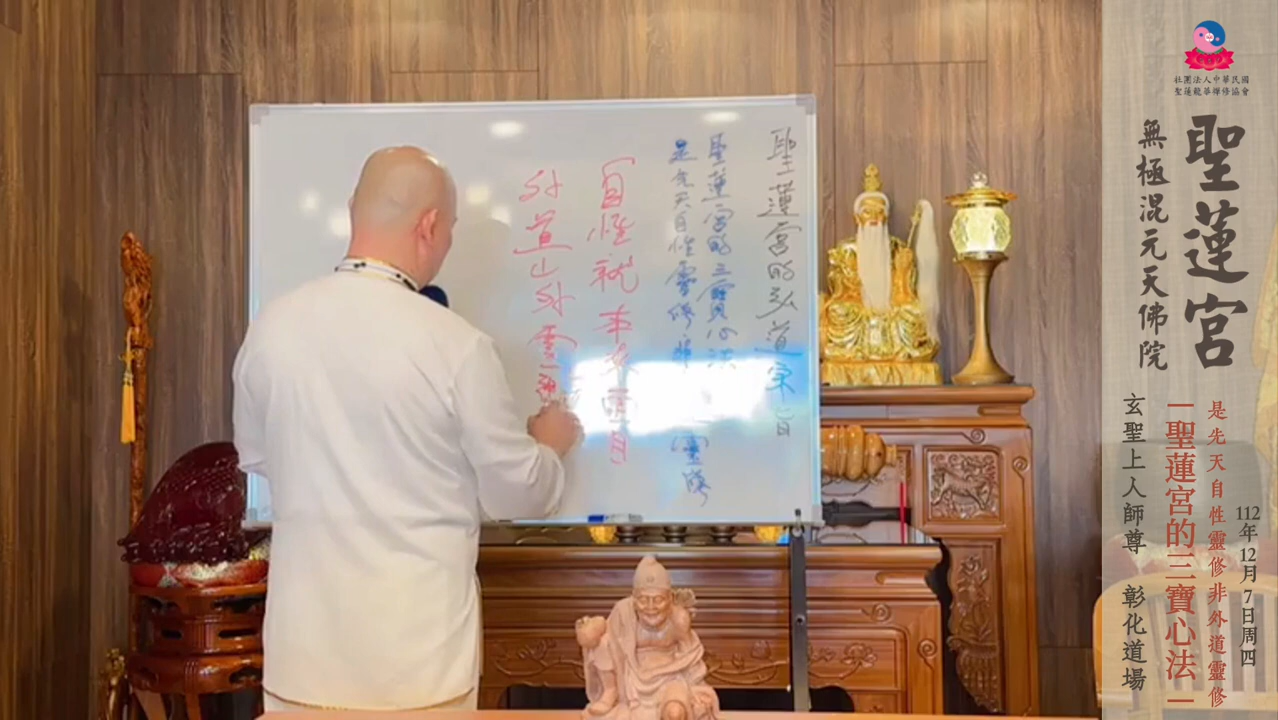 聖蓮宮的弘道宗旨
聖蓮宮的三寶心法
是先天自性靈修非
靈修
自性就本來面目
外道山外靈
社團法人中華民國
聖蓮龍華禪修協會
聖蓮宮
無極混元天佛院
112年12月7日周四
是先天自性靈修非外道靈修
聖蓮宮的三寶心法
玄聖上人師尊 彰化道場